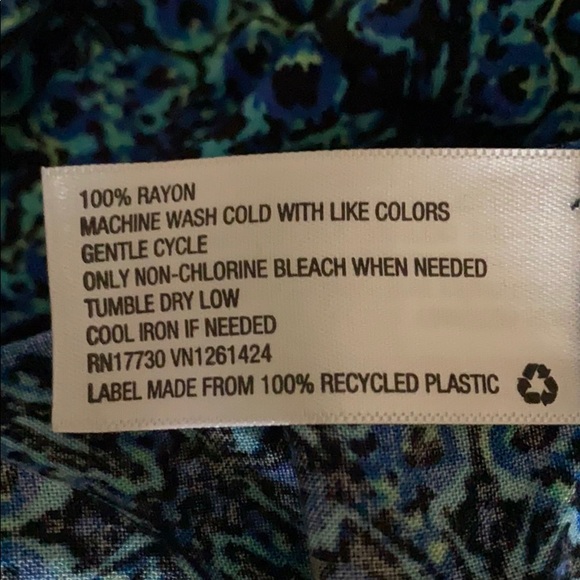 100% RAYON
MACHINE WASH COLD WITH LIKE COLORS
GENTLE CYCLE
ONLY NON-CHLORINE BLEACH WHEN NEEDED
TUMBLE DRY LOW
COOL IRON IF NEEDED
RN17730 VN1261424
LABEL MADE FROM 100% RECYCLED PLASTIC